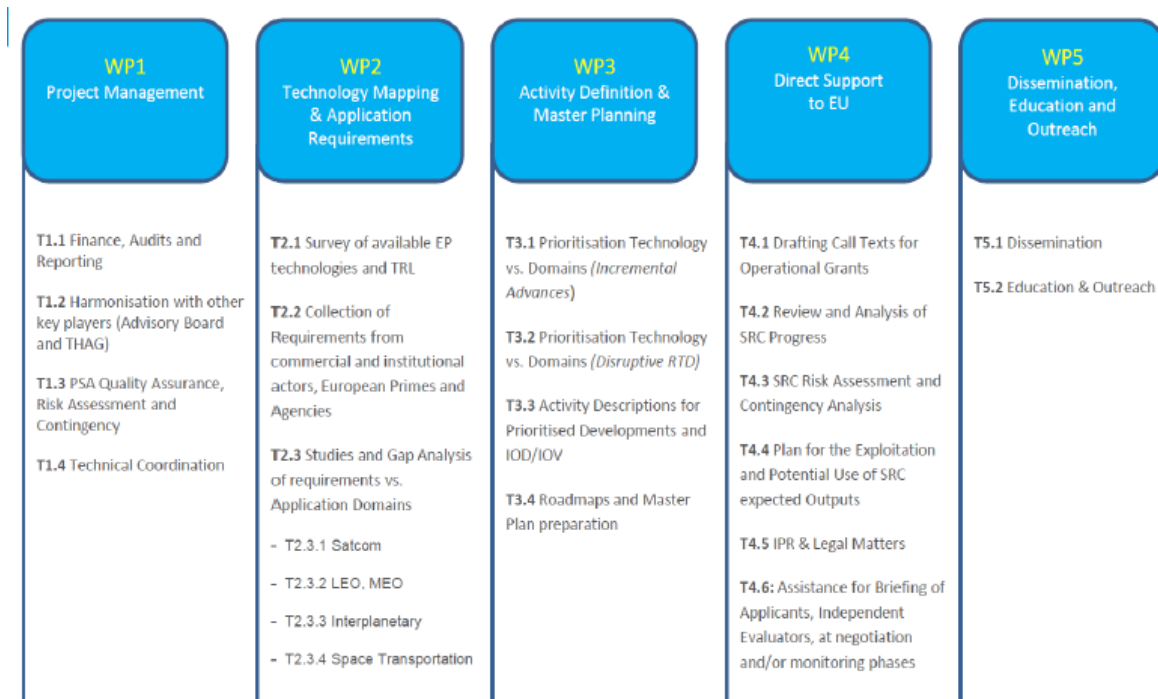 WP1
Project Management
T1.1 Finance, Audits and
Reporting
T1.2 Harmonisation with other
key players (Advisory Board
and THAG)
T1.3 PSA Quality Assurance,
Risk Assessment and
Contingency
T1.4 Technical Coordination
WP2
Technology Mapping
& Application
Requirements
T2.1 Survey of available EP
technologies and TRL
T2.2 Collection of
Requirements from
commercial and institutional
actors, European Primes and
Agencies
T2.3 Studies and Gap Analysis
of requirements vs.
Application Domains
- T2.3.1 Satcom
- T2.3.2 LEO, MEO
- T2.3.3 Interplanetary
- T2.3.4 Space Transportation
WP3
Activity Definition &
Master Planning
T3.1 Prioritisation Technology
vs. Domains (Incremental
Advances)
T3.2 Prioritisation Technology
vs. Domains (Disruptive RTD)
T3.3 Activity Descriptions for
Prioritised Developments and
IOD/IOV
T3.4 Roadmaps and Master
Plan preparation
WP4
Direct Support
to EU
T4.1 Drafting Call Texts for
Operational Grants
T4.2 Review and Analysis of
SRC Progress
T4.3 SRC Risk Assessment and
Contingency Analysis
T4.4 Plan for the Exploitation
and Potential Use of SRC
expected Outputs
T4.5 IPR & Legal Matters
T4.6: Assistance for Briefing of
Applicants, Independent
Evaluators, at negotiation
and/or monitoring phases
WP5
Dissemination,
Education and
Outreach
T5.1 Dissemination
T5.2 Education & Outreach